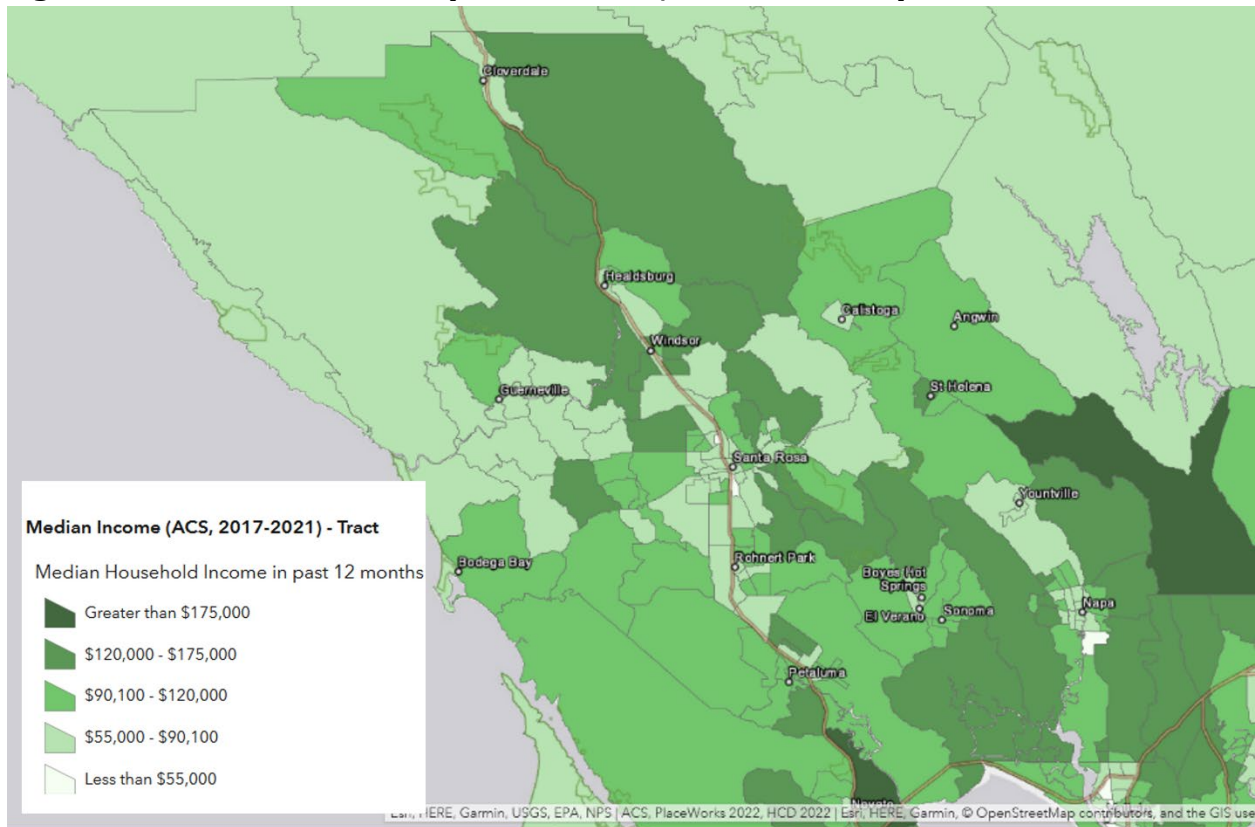 Cloverdale
Healdsburg
Calistoga
Angwin
Windsor
St Helena
Guerneville
Santa Rosa
Yountville
Median Income (ACS, 2017-2021) - Tract
Median Household Income in past 12 months
Greater than $175,000
$120,000 - $175,000
$90,100 - $120,000
$55,000 - $90,100
Less than $55,000
Bodega Bay
Rohnert Park
Boyes Hot
Springs
El Verano
Sonoma
Napa
Petaluma
Novato
Esri, HERE, Garmin, USGS, EPA, NPS | ACS, PlaceWorks 2022, HCD 2022 | Esri, HERE, Garmin, © OpenStreetMap contributors, and the GIS use